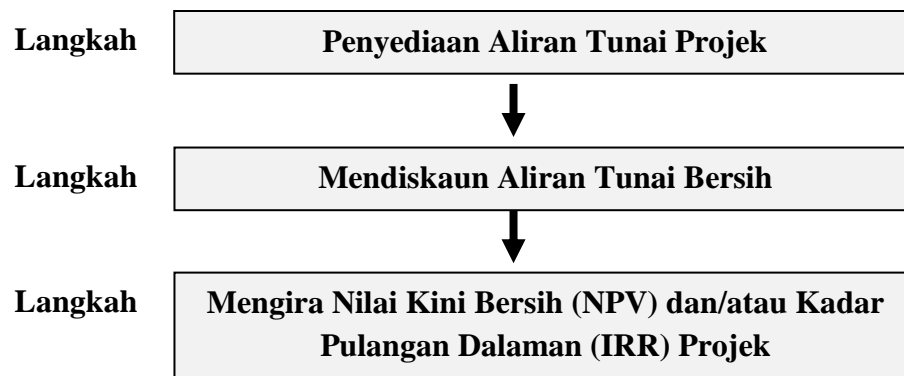 Langkah Penyediaan Aliran Tunai Projek
Langkah Mendiskaun Aliran Tunai Bersih
Langkah Mengira Nilai Kini Bersih (NPV) dan/atau Kadar
Pulangan Dalaman (IRR) Projek